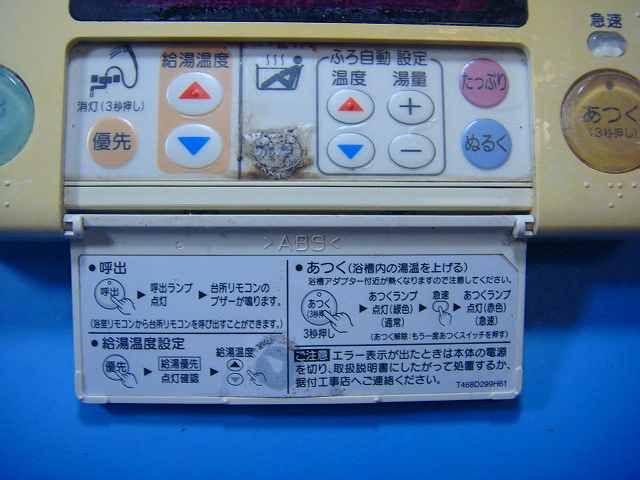 急速
給湯温度
ふろ自動 設定
温度 湯量
消灯(3秒押し)
優先
たっぷり
ぬるく
あつく
(3秒押し)
>ABS<
●呼出
呼出
▶呼出ランプ点灯
▶台所リモコンのブザーが鳴ります。
(浴室リモコンから台所リモコンを呼び出すことができます。)
●給湯温度設定
優先
▶給湯優先
点灯確認
▶給湯温度
●あつく(浴槽内の湯温を上げる)
浴槽アダプター付近が熱くなりますので注意してください。
あつく
(3秒押し)
3秒押し
▶あつくランプ
点灯(緑色)
(通常)
▶急速
▶あつくランプ
点灯(赤色)
(急速)
(あつく解除:もう一度あつくスイッチを押す)
ご注意 エラー表示が出たときは本体の電源
を切り、取扱説明書にしたがって処置するか、
据付工事店へご連絡ください。
T468D299H61